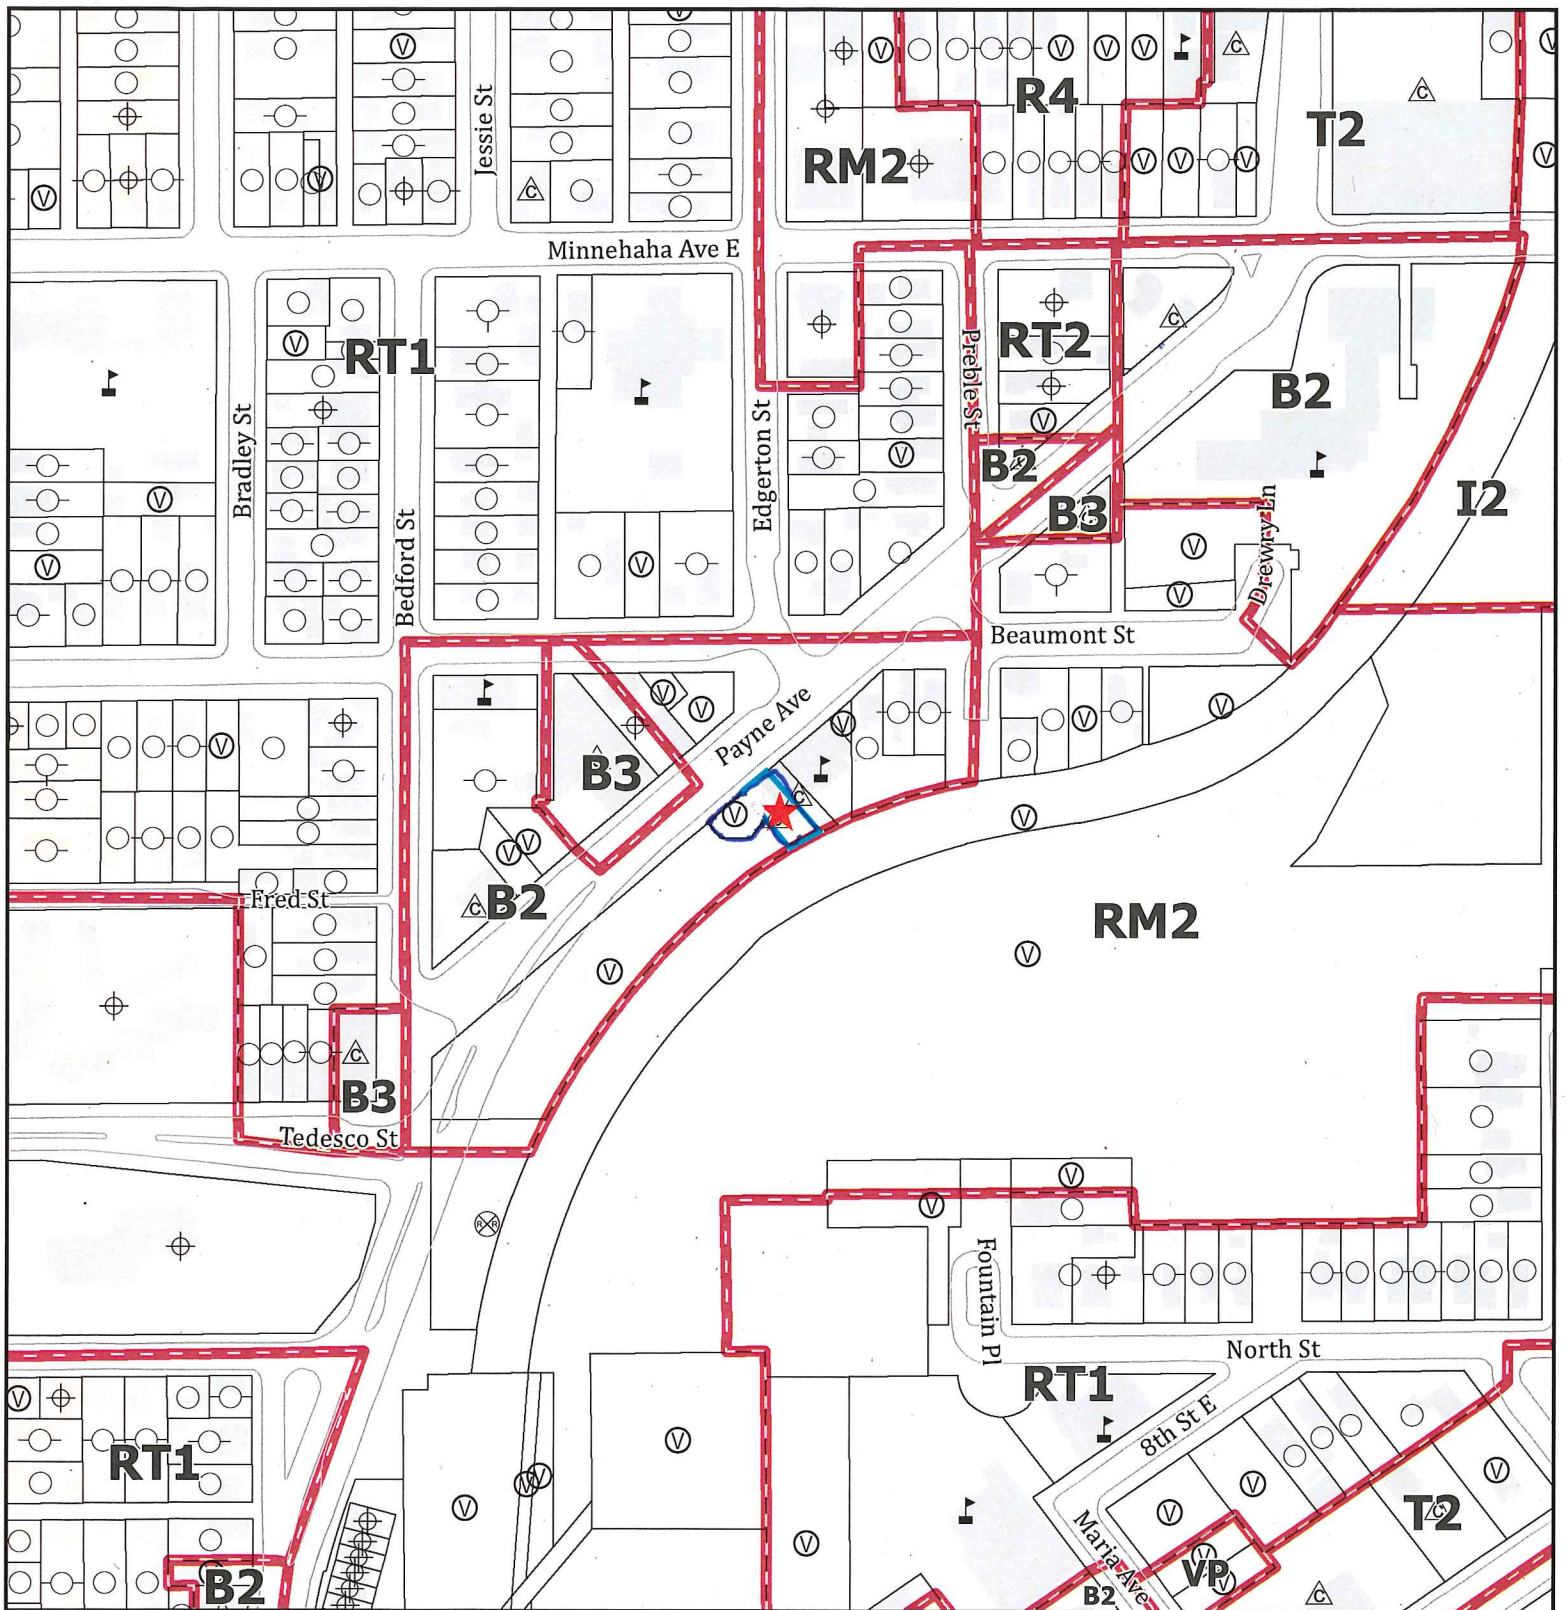 Jessie St
R4
T2
RM2
Minnehaha Ave E
RT1
Preble St
RT2
B2
Bradley St
Bedford St
Edgerton St
B2
B3
I2
Drewry Ln
Beaumont St
B2
Payne Ave
B3
B2
Fred St
RM2
B3
Tedesco St
Fountain Pl
North St
RT1
8th St E
RT1
T2
Maria Ave
VP
B2
B2